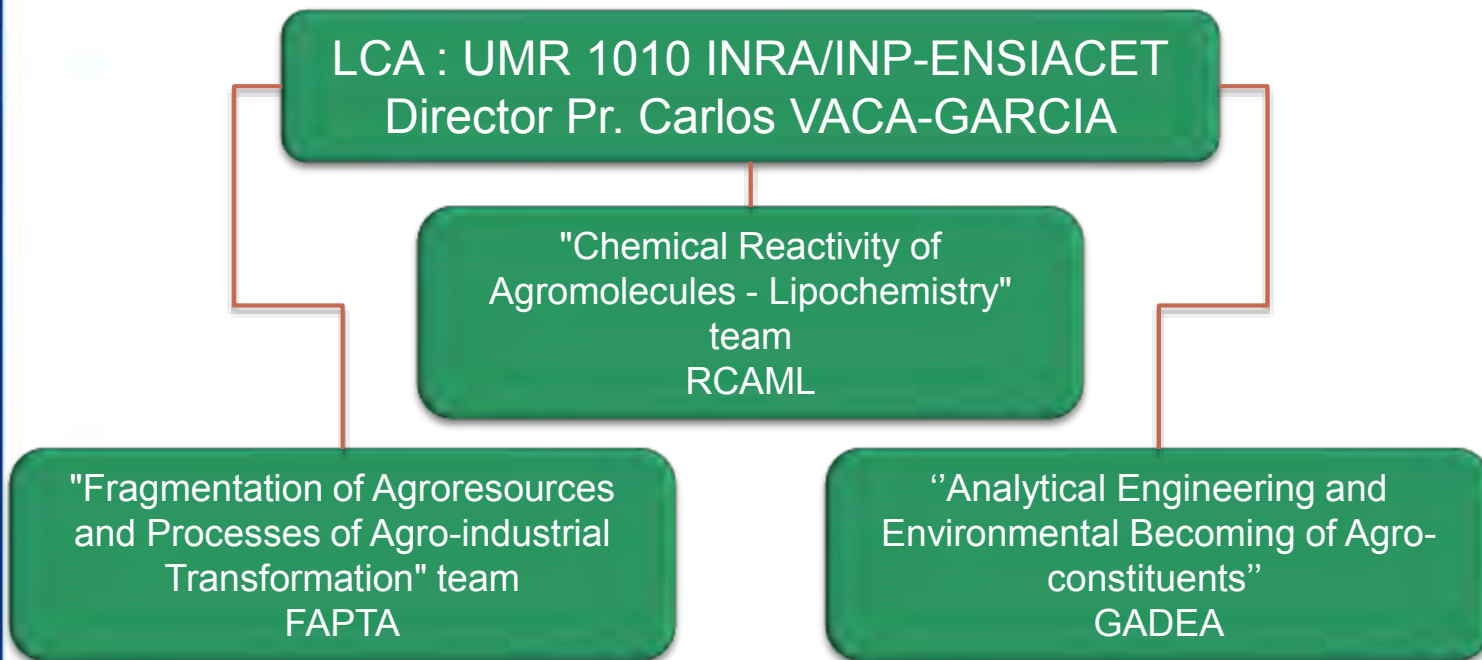 LCA : UMR 1010 INRA/INP-ENSIACET
Director Pr. Carlos VACA-GARCIA
"Chemical Reactivity of
Agromolecules - Lipochemistry"
team
RCAML
"Fragmentation of Agroresources
and Processes of Agro-industrial
Transformation" team
FAPTA
‘’Analytical Engineering and
Environmental Becoming of Agro-
constituents’’
GADEA